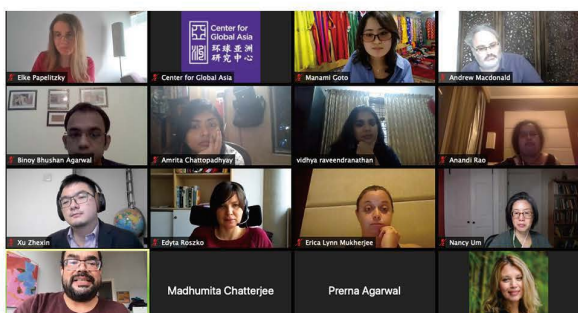 Center for
Global Asia
环球亚洲
研究中心
Elke Papelitzky
Center for Global Asia
Manami Goto
Andrew Macdonald
Binoy Bhushan Agarwal
Amrita Chattopadhyay
vidhya raveendranathan
Anandi Rao
Xu Zhexin
Edyta Roszko
Erica Lynn Mukherjee
Nancy Um
Madhumita Chatterjee
Prerna Agarwal